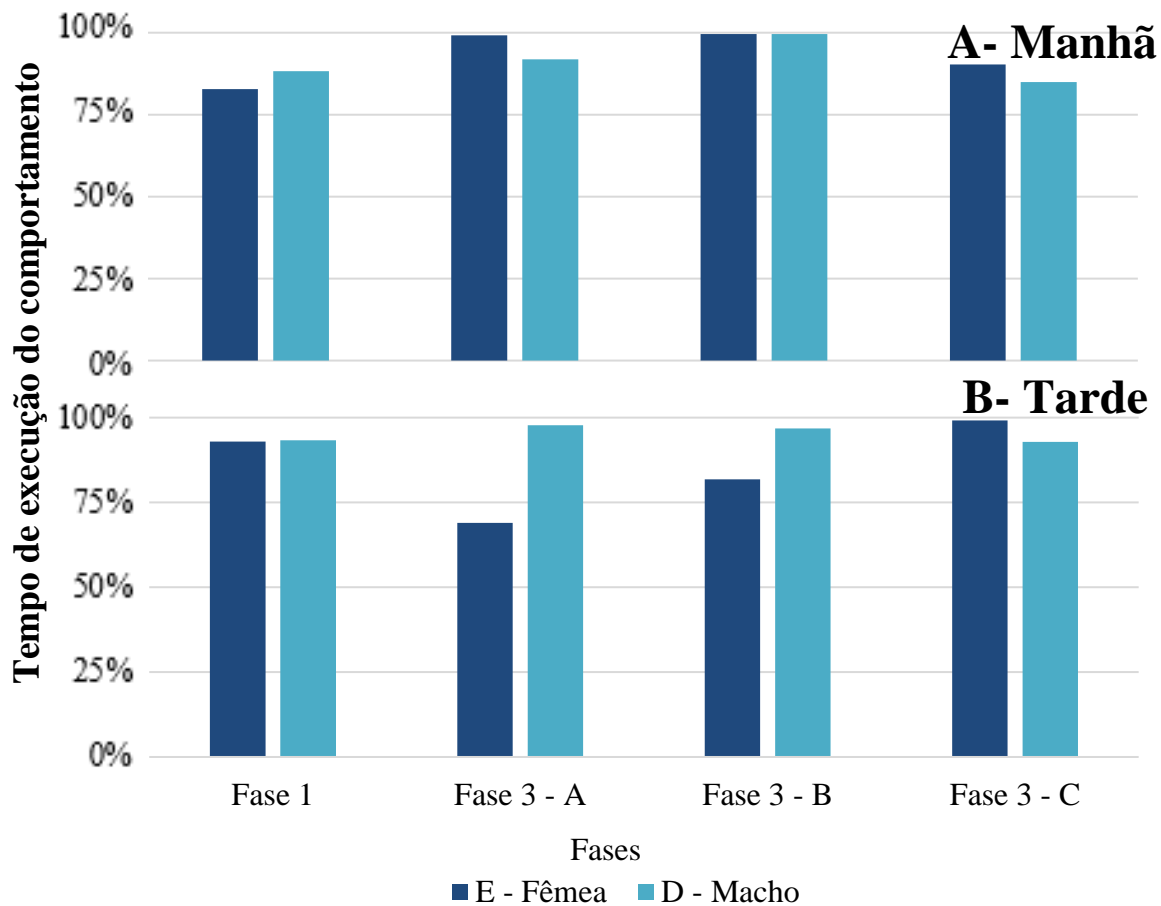 Tempo de execução do comportamento
A- Manhã
100%
75%
50%
25%
0%
B- Tarde
100%
75%
50%
25%
0%
Fase 1
Fase 3 - A
Fase 3 - B
Fase 3 - C
Fases
E - Fêmea
D - Macho